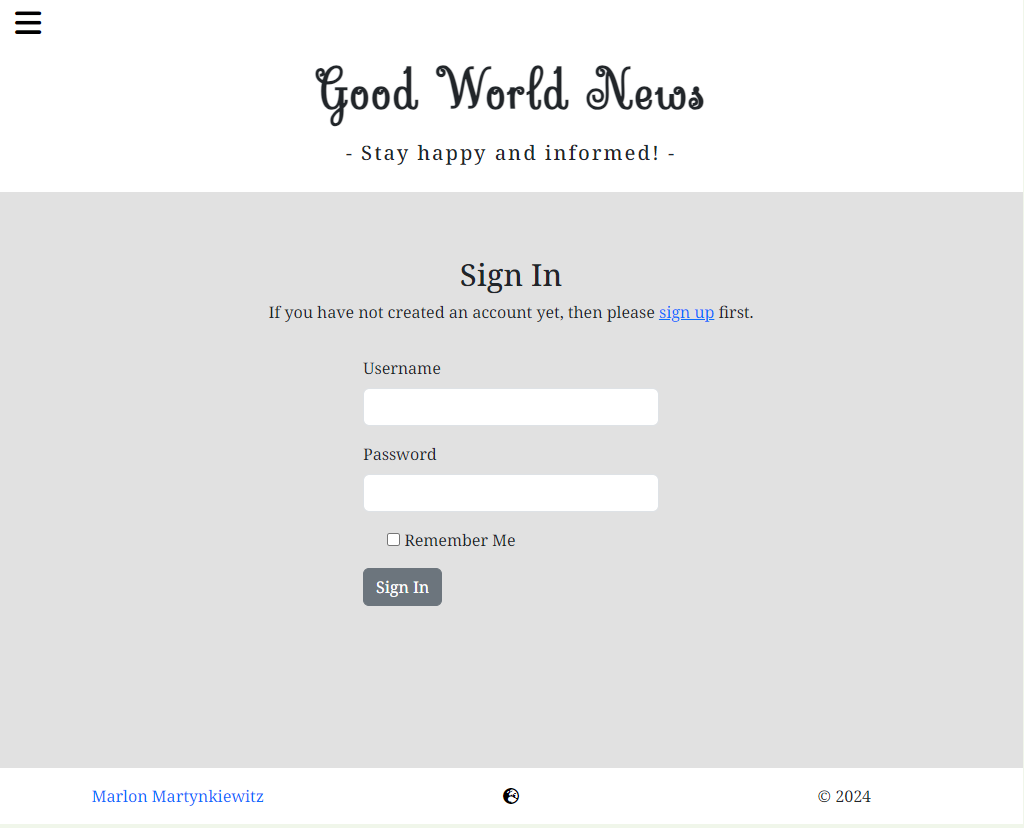 Good World News
- Stay happy and informed! -
Sign In
If you have not created an account yet, then please sign up first.
Username
Password
Remember Me
Sign In
Marlon Martynkiewitz
© 2024